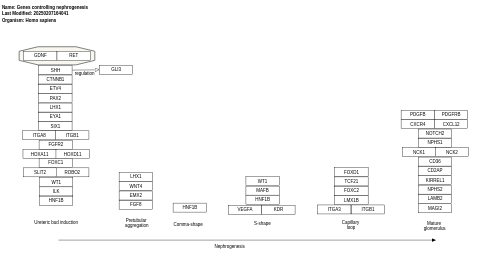 Name: Genes controlling nephrogenesis
Last Modified: 20250207164041
Organism: Homo sapiens
GDNF RET
SHH
regulation
GLI3
CTNNB1
ETV4
PAX2
LHX1
EYA1
SIX1
ITGA8 ITGB1
FGFR2
HOXA11 HOXD11
FOXC1
SLIT2 ROBO2
WT1
ILK
HNF1B
Ureteric bud induction
LHX1
WNT4
EMX2
FGF8
Pretubular
aggregation
HNF1B
Comma-shape
WT1
MAFB
HNF1B
VEGFA KDR
S-shape
FOXD1
TCF21
FOXC2
LMX1B
ITGA3 ITGB1
Capillary
loop
PDGFB PDGFRB
CXCR4 CXCL12
NOTCH2
NPHS1
NCK1 NCK2
CD36
CD2AP
KIRREL1
NPHS2
LAMB2
MAGI2
Mature
glomerulus
Nephrogenesis